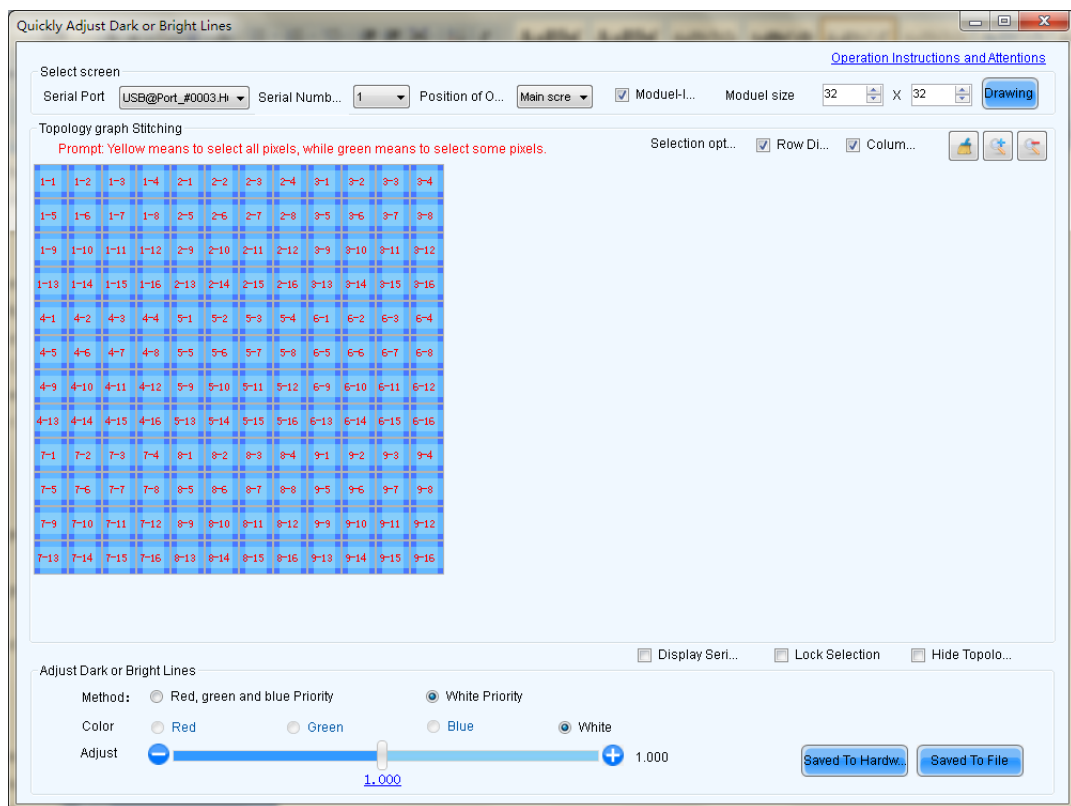 Quickly Adjust Dark or Bright Lines
Operation Instructions and Attentions
Select screen
Serial Port USB@Port_#0003.H Serial Numb... 1 Position of O... Main scre Moduel-I... Moduel size 32 X 32 Drawing
Topology graph Stitching
Prompt: Yellow means to select all pixels, while green means to select some pixels. Selection opt... Row Di... Colum...
1-1 1-2 1-3 1-4 2-1 2-2 2-3 2-4 3-1 3-2 3-3 3-4
1-5 1-6 1-7 1-8 2-5 2-6 2-7 2-8 3-5 3-6 3-7 3-8
1-9 1-10 1-11 1-12 2-9 2-10 2-11 2-12 3-9 3-10 3-11 3-12
1-13 1-14 1-15 1-16 2-13 2-14 2-15 2-16 3-13 3-14 3-15 3-16
4-1 4-2 4-3 4-4 5-1 5-2 5-3 5-4 6-1 6-2 6-3 6-4
4-5 4-6 4-7 4-8 5-5 5-6 5-7 5-8 6-5 6-6 6-7 6-8
4-9 4-10 4-11 4-12 5-9 5-10 5-11 5-12 6-9 6-10 6-11 6-12
4-13 4-14 4-15 4-16 5-13 5-14 5-15 5-16 6-13 6-14 6-15 6-16
7-1 7-2 7-3 7-4 8-1 8-2 8-3 8-4 9-1 9-2 9-3 9-4
7-5 7-6 7-7 7-8 8-5 8-6 8-7 8-8 9-5 9-6 9-7 9-8
7-9 7-10 7-11 7-12 8-9 8-10 8-11 8-12 9-9 9-10 9-11 9-12
7-13 7-14 7-15 7-16 8-13 8-14 8-15 8-16 9-13 9-14 9-15 9-16
Display Seri... Lock Selection Hide Topolo...
Adjust Dark or Bright Lines
Method: Red, green and blue Priority White Priority
Color Red Green Blue White
Adjust 1.000
1.000
Saved To Hardw... Saved To File